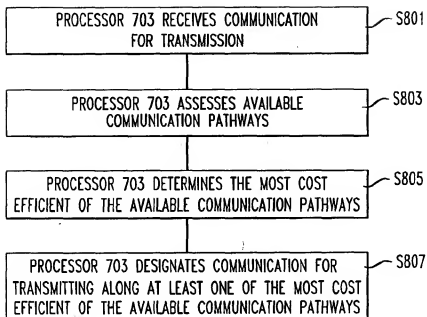 PROCESSOR 703 RECEIVES COMMUNICATION
FOR TRANSMISSION
S801
PROCESSOR 703 ASSESSES AVAILABLE
COMMUNICATION PATHWAYS
S803
PROCESSOR 703 DETERMINES THE MOST COST
EFFICIENT OF THE AVAILABLE COMMUNICATION PATHWAYS
S805
PROCESSOR 703 DESIGNATES COMMUNICATION FOR
TRANSMITTING ALONG AT LEAST ONE OF THE MOST COST
EFFICIENT OF THE AVAILABLE COMMUNICATION PATHWAYS
S807